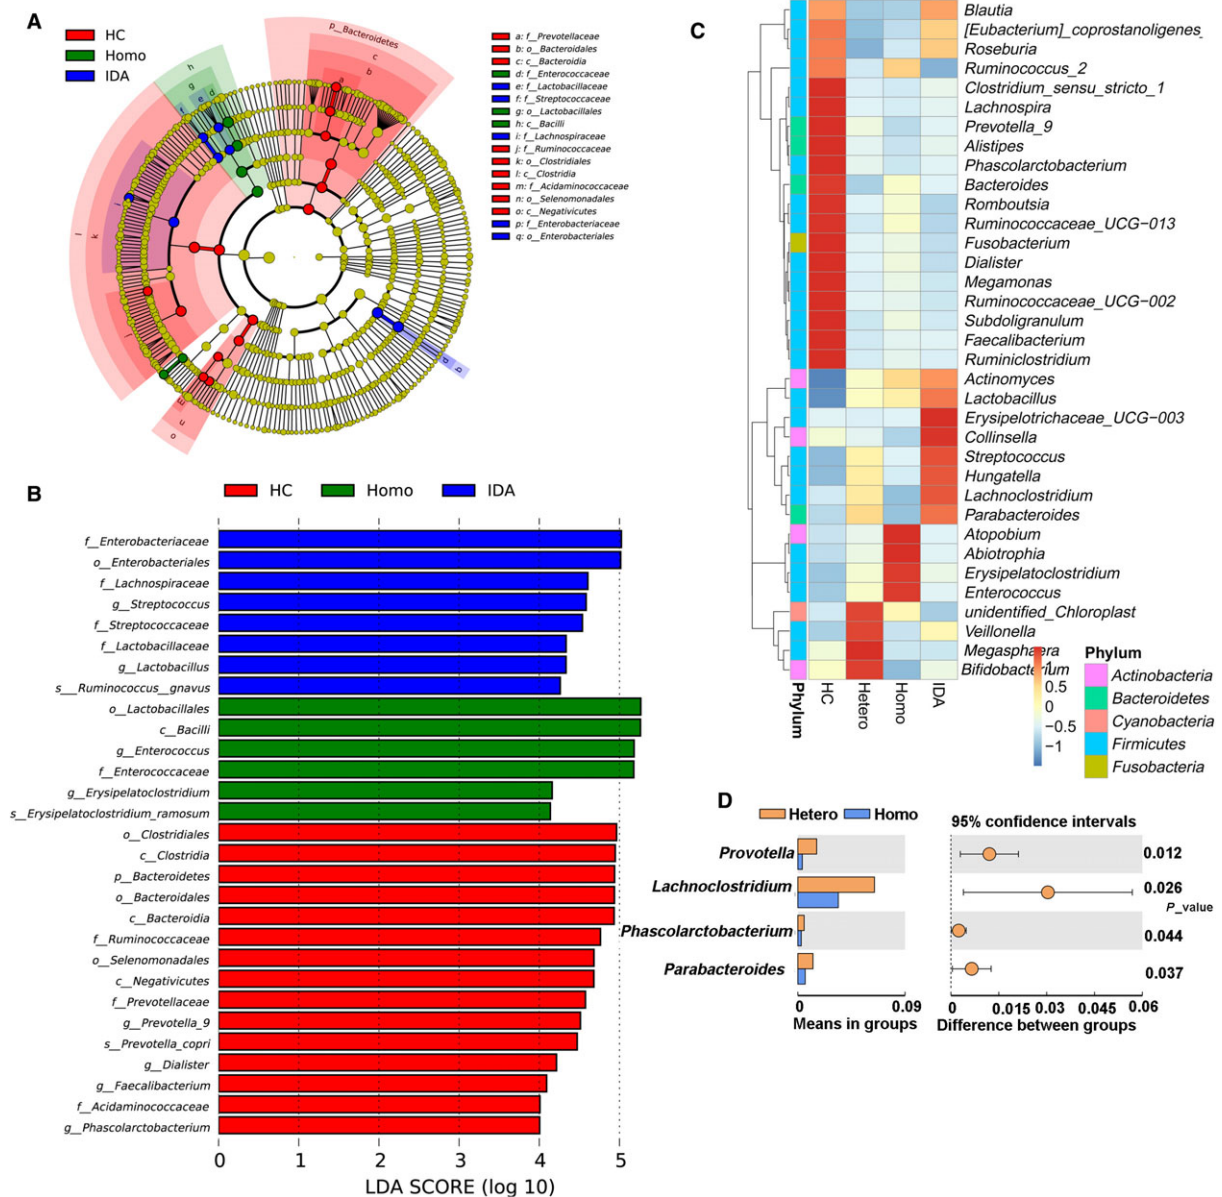 A
HC
Homo
IDA
p__Bacteroidetes
c
b
a
h
g
d
e
f
i
l
k
j
m
n
o
p
q
a: f__Prevotellaceae
b: o__Bacteroidales
c: c__Bacteroidia
d: f__Enterococcaceae
e: f__Lactobacillaceae
f: f__Streptococcaceae
g: o__Lactobacillales
h: c__Bacilli
i: f__Lachnospiraceae
j: f__Ruminococcaceae
k: o__Clostridiales
l: c__Clostridia
m: f__Acidaminococcaceae
n: o__Selenomonadales
o: c__Negativicutes
p: f__Enterobacteriaceae
q: o__Enterobacteriales
B
HC Homo IDA
f__Enterobacteriaceae
o__Enterobacteriales
f__Lachnospiraceae
g__Streptococcus
f__Streptococcaceae
f__Lactobacillaceae
g__Lactobacillus
s___Ruminococcus__gnavus
o__Lactobacillales
c__Bacilli
g__Enterococcus
f__Enterococcaceae
g__Erysipelatoclostridium
s__Erysipelatoclostridium_ramosum
o__Clostridiales
c__Clostridia
p__Bacteroidetes
o__Bacteroidales
c__Bacteroidia
f__Ruminococcaceae
o__Selenomonadales
c__Negativicutes
f__Prevotellaceae
g__Prevotella_9
s__Prevotella_copri
g__Dialister
g__Faecalibacterium
f__Acidaminococcaceae
g__Phascolarctobacterium
0 1 2 3 4 5
LDA SCORE (log 10)
C
Blautia
[Eubacterium]_coprostanoligenes_
Roseburia
Ruminococcus_2
Clostridium_sensu_stricto_1
Lachnospira
Prevotella_9
Alistipes
Phascolarctobacterium
Bacteroides
Romboutsia
Ruminococcaceae_UCG−013
Fusobacterium
Dialister
Megamonas
Ruminococcaceae_UCG−002
Subdoligranulum
Faecalibacterium
Ruminiclostridium
Actinomyces
Lactobacillus
Erysipelotrichaceae_UCG−003
Collinsella
Streptococcus
Hungatella
Lachnoclostridium
Parabacteroides
Atopobium
Abiotrophia
Erysipelatoclostridium
Enterococcus
unidentified_Chloroplast
Veillonella
Megasphaera
Bifidobacterium
Phylum HC Hetero Homo IDA
1
0.5
0
−0.5
−1
Phylum
Actinobacteria
Bacteroidetes
Cyanobacteria
Firmicutes
Fusobacteria
D
Hetero Homo
95% confidence intervals
Provotella 0.012
Lachnoclostridium 0.026
P_value
Phascolarctobacterium 0.044
Parabacteroides 0.037
0 0.09
Means in groups
0 0.015 0.03 0.045 0.06
Difference between groups